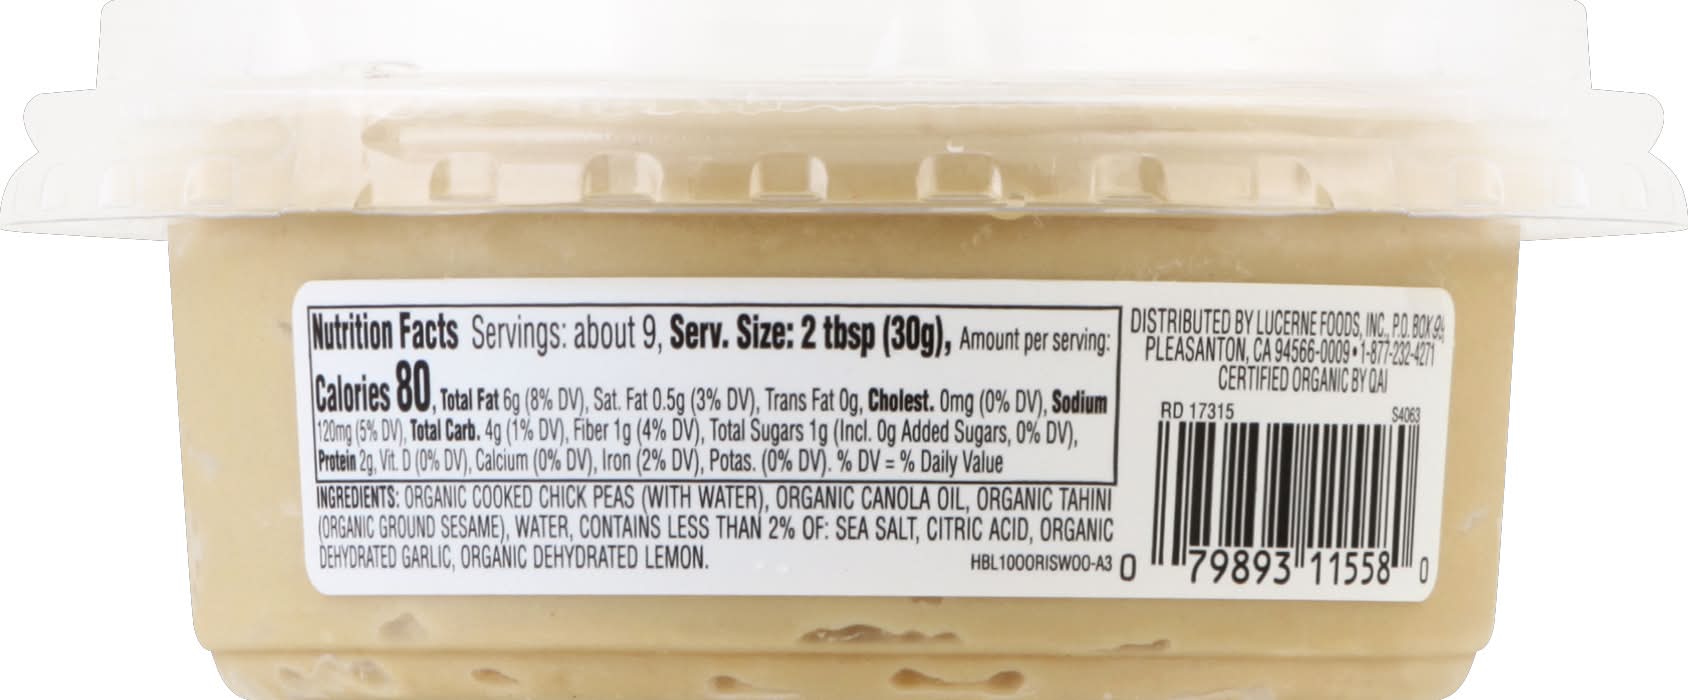 Nutrition Facts Servings: about 9, Serv. Size: 2 tbsp (30g), Amount per serving:
Calories 80, Total Fat 6g (8% DV), Sat. Fat 0.5g (3% DV), Trans Fat 0g, Cholest. 0mg (0% DV), Sodium
120mg (5% DV), Total Carb. 4g (1% DV), Fiber 1g (4% DV), Total Sugars 1g (Incl. 0g Added Sugars, 0% DV),
Protein 2g, Vit. D (0% DV), Calcium (0% DV), Iron (2% DV), Potas. (0% DV). % DV = % Daily Value
INGREDIENTS: ORGANIC COOKED CHICK PEAS (WITH WATER), ORGANIC CANOLA OIL, ORGANIC TAHINI
(ORGANIC GROUND SESAME), WATER, CONTAINS LESS THAN 2% OF: SEA SALT, CITRIC ACID, ORGANIC
DEHYDRATED GARLIC, ORGANIC DEHYDRATED LEMON.
HBL1000RISW00-A3
DISTRIBUTED BY LUCERNE FOODS, INC., P.O. BOX
PLEASANTON, CA 94566-0009 • 1-877-232-4271
CERTIFIED ORGANIC BY QAI
RD 17315 S4063
0 79893 11558 0